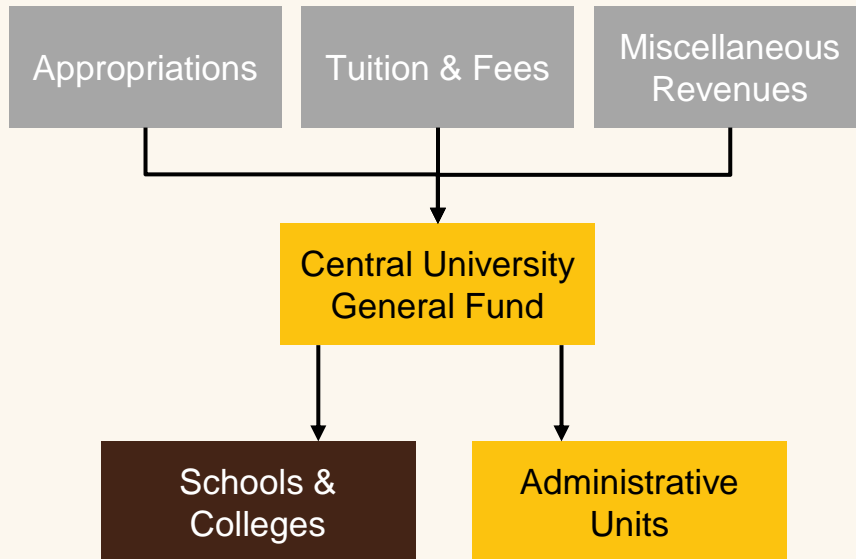 Appropriations
Tuition & Fees
Miscellaneous
Revenues
Central University
General Fund
Schools &
Colleges
Administrative
Units